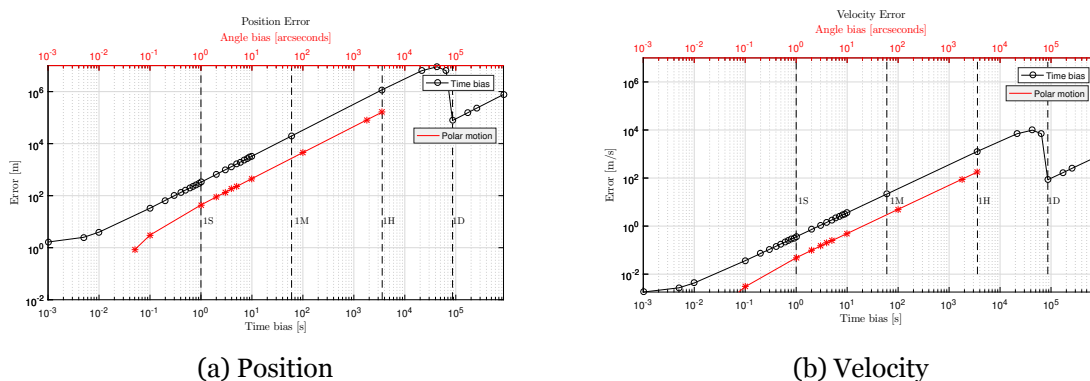 Position Error
Angle bias [arcseconds]
10^-3 10^-2 10^-1 10^0 10^1 10^2 10^3 10^4 10^5
10^6
10^4
10^2
10^0
10^-2
Error [m]
Time bias
Polar motion
1S 1M 1H 1D
10^-3 10^-2 10^-1 10^0 10^1 10^2 10^3 10^4 10^5
Time bias [s]
(a) Position
Velocity Error
Angle bias [arcseconds]
10^-3 10^-2 10^-1 10^0 10^1 10^2 10^3 10^4 10^5
10^6
10^4
10^2
10^0
10^-2
Error [m/s]
Time bias
Polar motion
1S 1M 1H 1D
10^-3 10^-2 10^-1 10^0 10^1 10^2 10^3 10^4 10^5
Time bias [s]
(b) Velocity